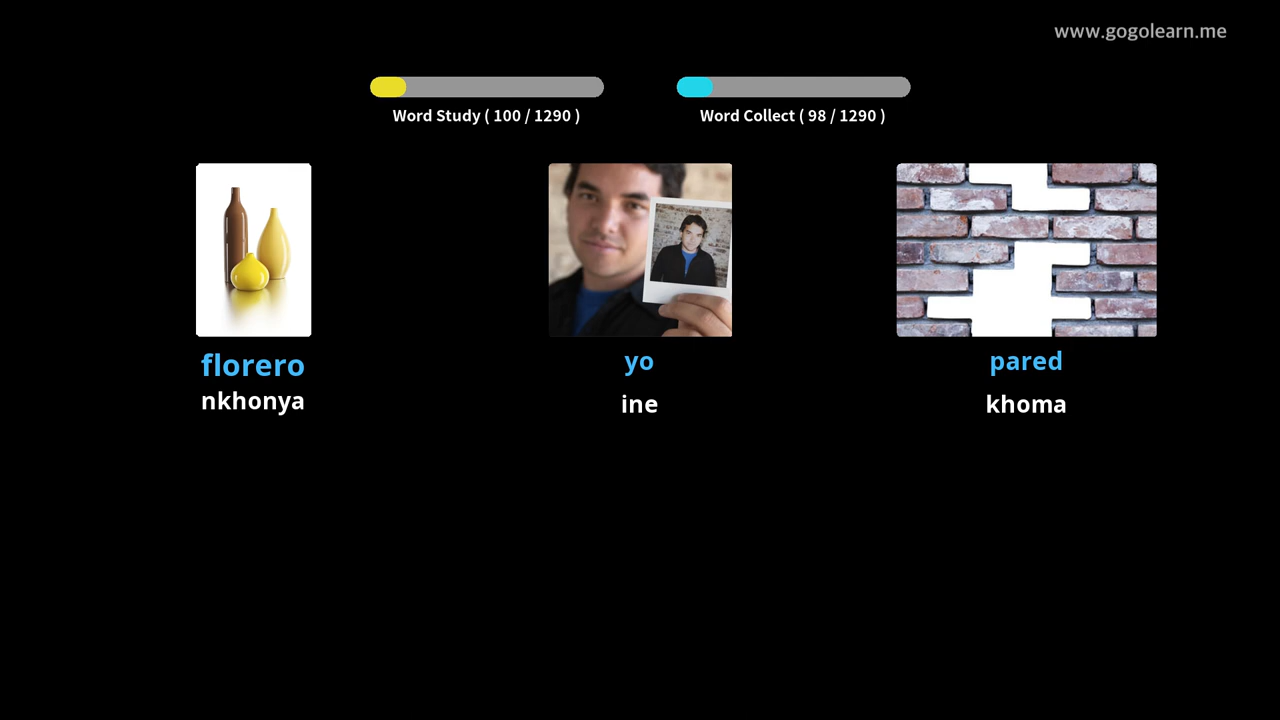 www.gogolearn.me
Word Study ( 100 / 1290 )
Word Collect ( 98 / 1290 )
florero
nkhonya
yo
ine
pared
khoma